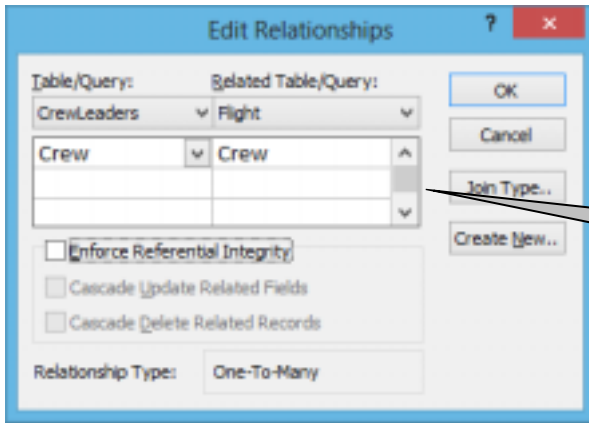 Edit Relationships
? ×
Table/Query: Related Table/Query:
CrewLeaders Flight
Crew Crew
Enforce Referential Integrity
Cascade Update Related Fields
Cascade Delete Related Records
Relationship Type: One-To-Many
OK
Cancel
Join Type..
Create New..